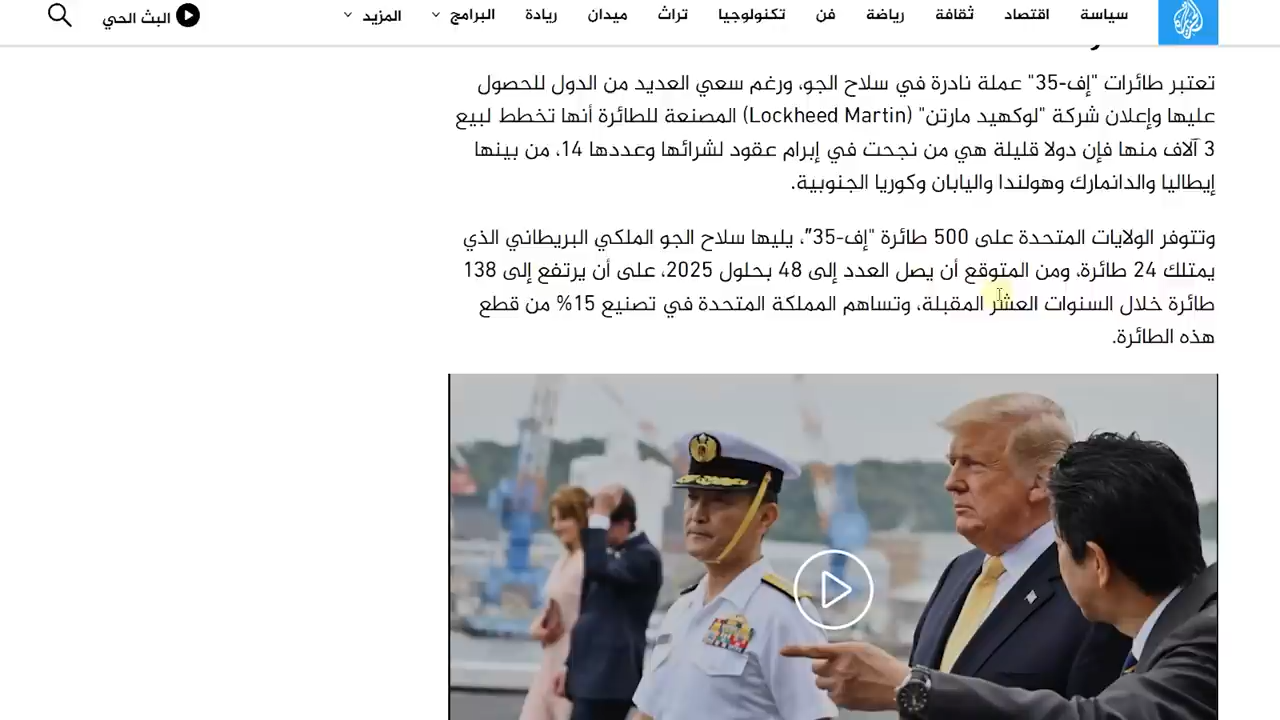 سياسة اقتصاد ثقافة رياضة فن تكنولوجيا تراث ميدان ريادة البرامج المزيد البث الحي
تعتبر طائرات "إف-35" عملة نادرة في سلاح الجو، ورغم سعي العديد من الدول للحصول
عليها وإعلان شركة "لوكهيد مارتن" (Lockheed Martin) المصنعة للطائرة أنها تخطط لبيع
3 آلاف منها فإن دولا قليلة هي من نجحت في إبرام عقود لشرائها وعددها 14، من بينها
إيطاليا والدانمارك وهولندا واليابان وكوريا الجنوبية.
وتتوفر الولايات المتحدة على 500 طائرة "إف-35″، يليها سلاح الجو الملكي البريطاني الذي
يمتلك 24 طائرة، ومن المتوقع أن يصل العدد إلى 48 بحلول 2025، على أن يرتفع إلى 138
طائرة خلال السنوات العشر المقبلة، وتساهم المملكة المتحدة في تصنيع 15% من قطع
هذه الطائرة.